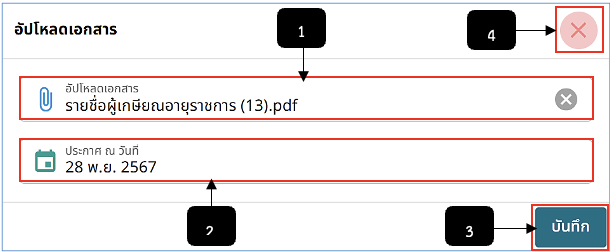 1
4
อัปโหลดเอกสาร
อัปโหลดเอกสาร
รายชื่อผู้เกษียณอายุราชการ (13).pdf
ประกาศ ณ วันที่
28 พ.ย. 2567
2
3
บันทึก